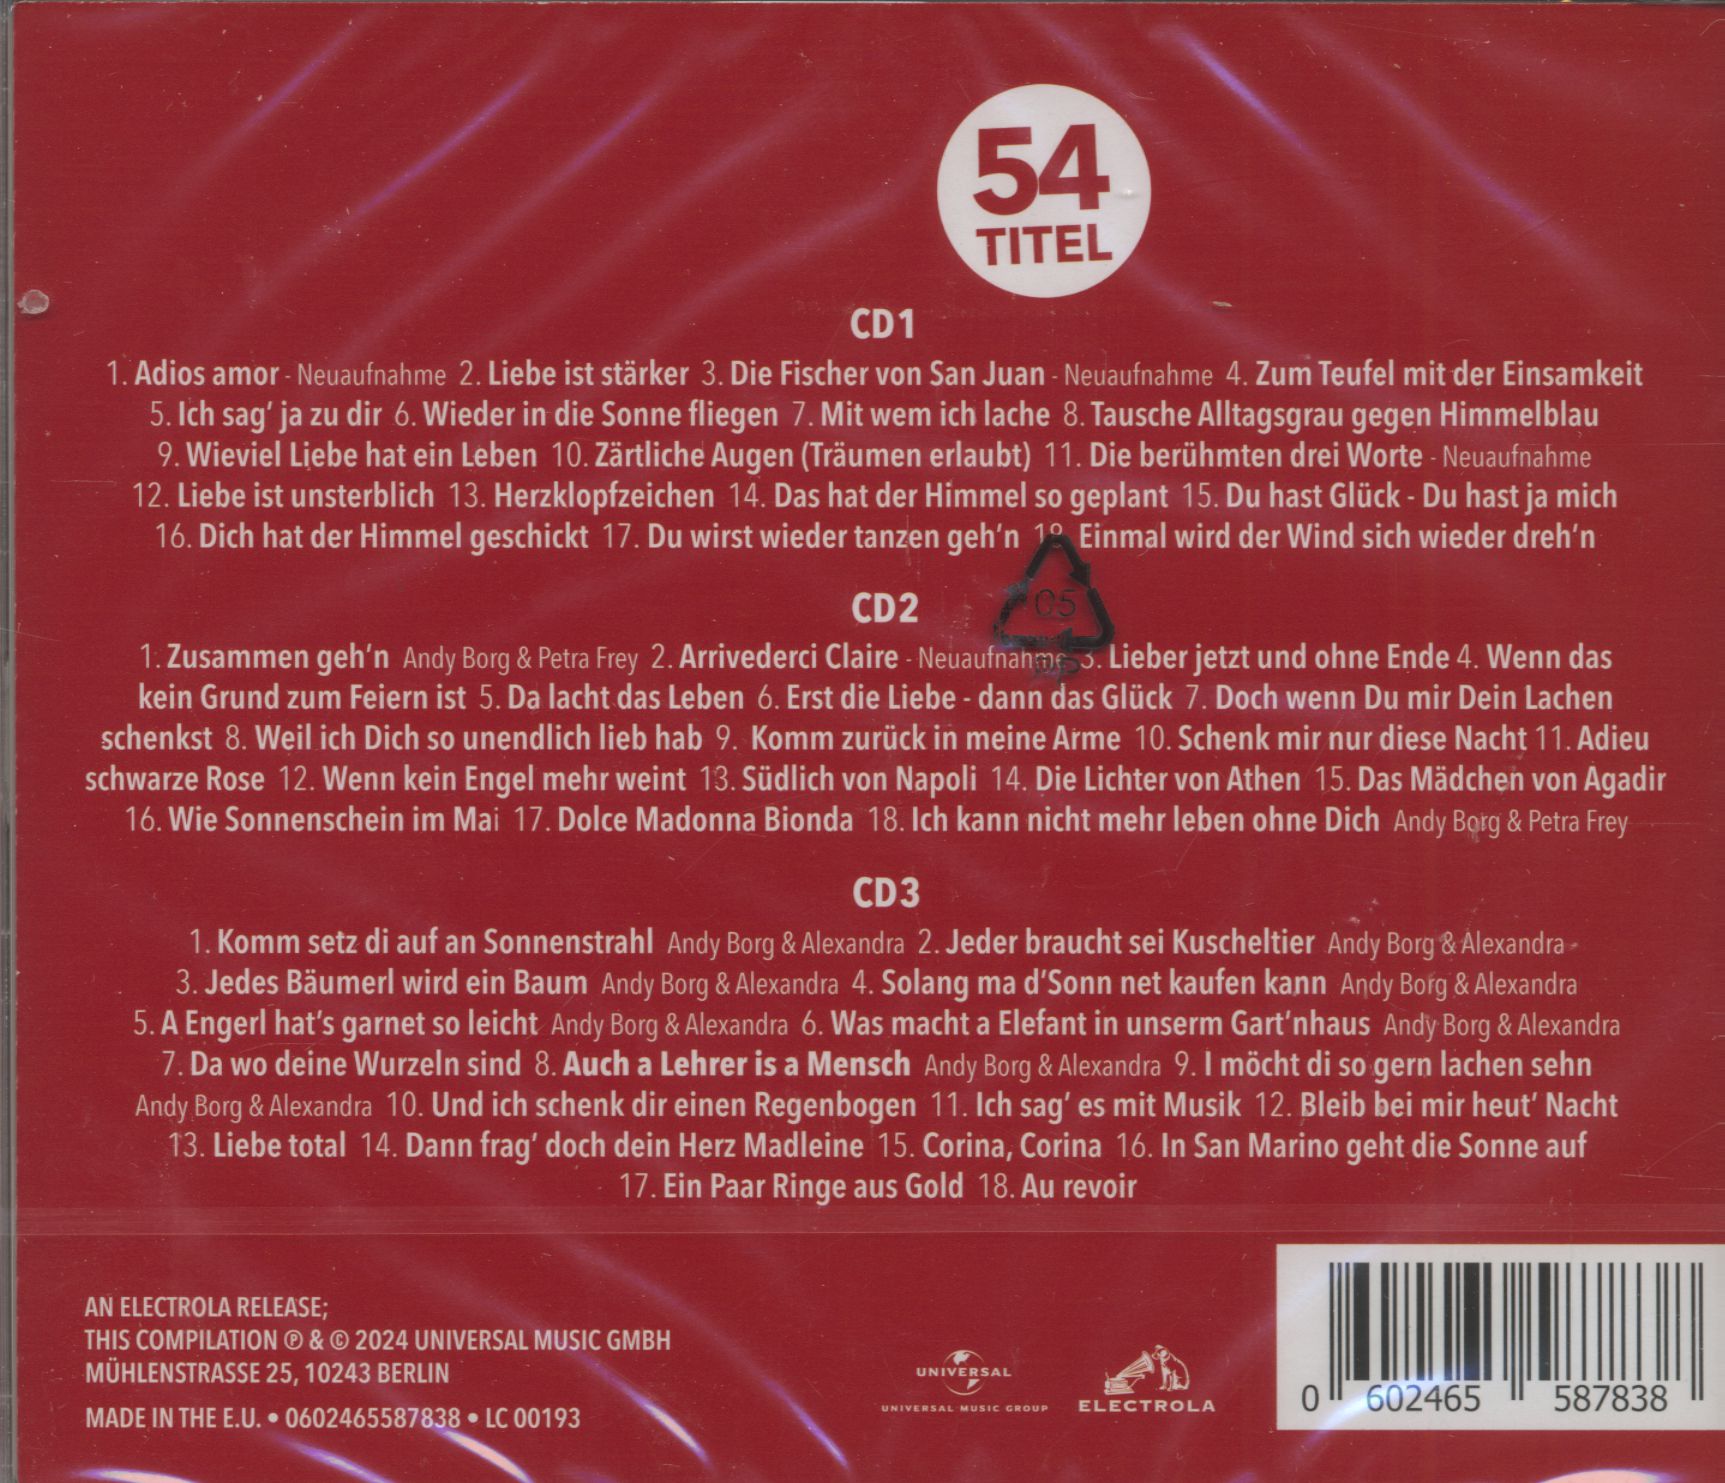 54
TITEL
CD1
1. Adios amor - Neuaufnahme 2. Liebe ist stärker 3. Die Fischer von San Juan - Neuaufnahme 4. Zum Teufel mit der Einsamkeit
5. Ich sag' ja zu dir 6. Wieder in die Sonne fliegen 7. Mit wem ich lache 8. Tausche Alltagsgrau gegen Himmelblau
9. Wieviel Liebe hat ein Leben 10. Zärtliche Augen (Träumen erlaubt) 11. Die berühmten drei Worte - Neuaufnahme
12. Liebe ist unsterblich 13. Herzklopfzeichen 14. Das hat der Himmel so geplant 15. Du hast Glück - Du hast ja mich
16. Dich hat der Himmel geschickt 17. Du wirst wieder tanzen geh'n 18. Einmal wird der Wind sich wieder dreh'n
05
PP
CD2
1. Zusammen geh'n Andy Borg & Petra Frey 2. Arrivederci Claire - Neuaufnahme 3. Lieber jetzt und ohne Ende 4. Wenn das
kein Grund zum Feiern ist 5. Da lacht das Leben 6. Erst die Liebe - dann das Glück 7. Doch wenn Du mir Dein Lachen
schenkst 8. Weil ich Dich so unendlich lieb hab 9. Komm zurück in meine Arme 10. Schenk mir nur diese Nacht 11. Adieu
schwarze Rose 12. Wenn kein Engel mehr weint 13. Südlich von Napoli 14. Die Lichter von Athen 15. Das Mädchen von Agadir
16. Wie Sonnenschein im Mai 17. Dolce Madonna Bionda 18. Ich kann nicht mehr leben ohne Dich Andy Borg & Petra Frey
CD3
1. Komm setz di auf an Sonnenstrahl Andy Borg & Alexandra 2. Jeder braucht sei Kuscheltier Andy Borg & Alexandra
3. Jedes Bäumerl wird ein Baum Andy Borg & Alexandra 4. Solang ma d'Sonn net kaufen kann Andy Borg & Alexandra
5. A Engerl hat's garnet so leicht Andy Borg & Alexandra 6. Was macht a Elefant in unserm Gart'nhaus Andy Borg & Alexandra
7. Da wo deine Wurzeln sind 8. Auch a Lehrer is a Mensch Andy Borg & Alexandra 9. I möcht di so gern lachen sehn
Andy Borg & Alexandra 10. Und ich schenk dir einen Regenbogen 11. Ich sag' es mit Musik 12. Bleib bei mir heut' Nacht
13. Liebe total 14. Dann frag' doch dein Herz Madleine 15. Corina, Corina 16. In San Marino geht die Sonne auf
17. Ein Paar Ringe aus Gold 18. Au revoir
AN ELECTROLA RELEASE;
THIS COMPILATION ℗ & © 2024 UNIVERSAL MUSIC GMBH
MÜHLENSTRASSE 25, 10243 BERLIN
MADE IN THE E.U. • 0602465587838 • LC 00193
UNIVERSAL
UNIVERSAL MUSIC GROUP
ELECTROLA
0 602465 587838